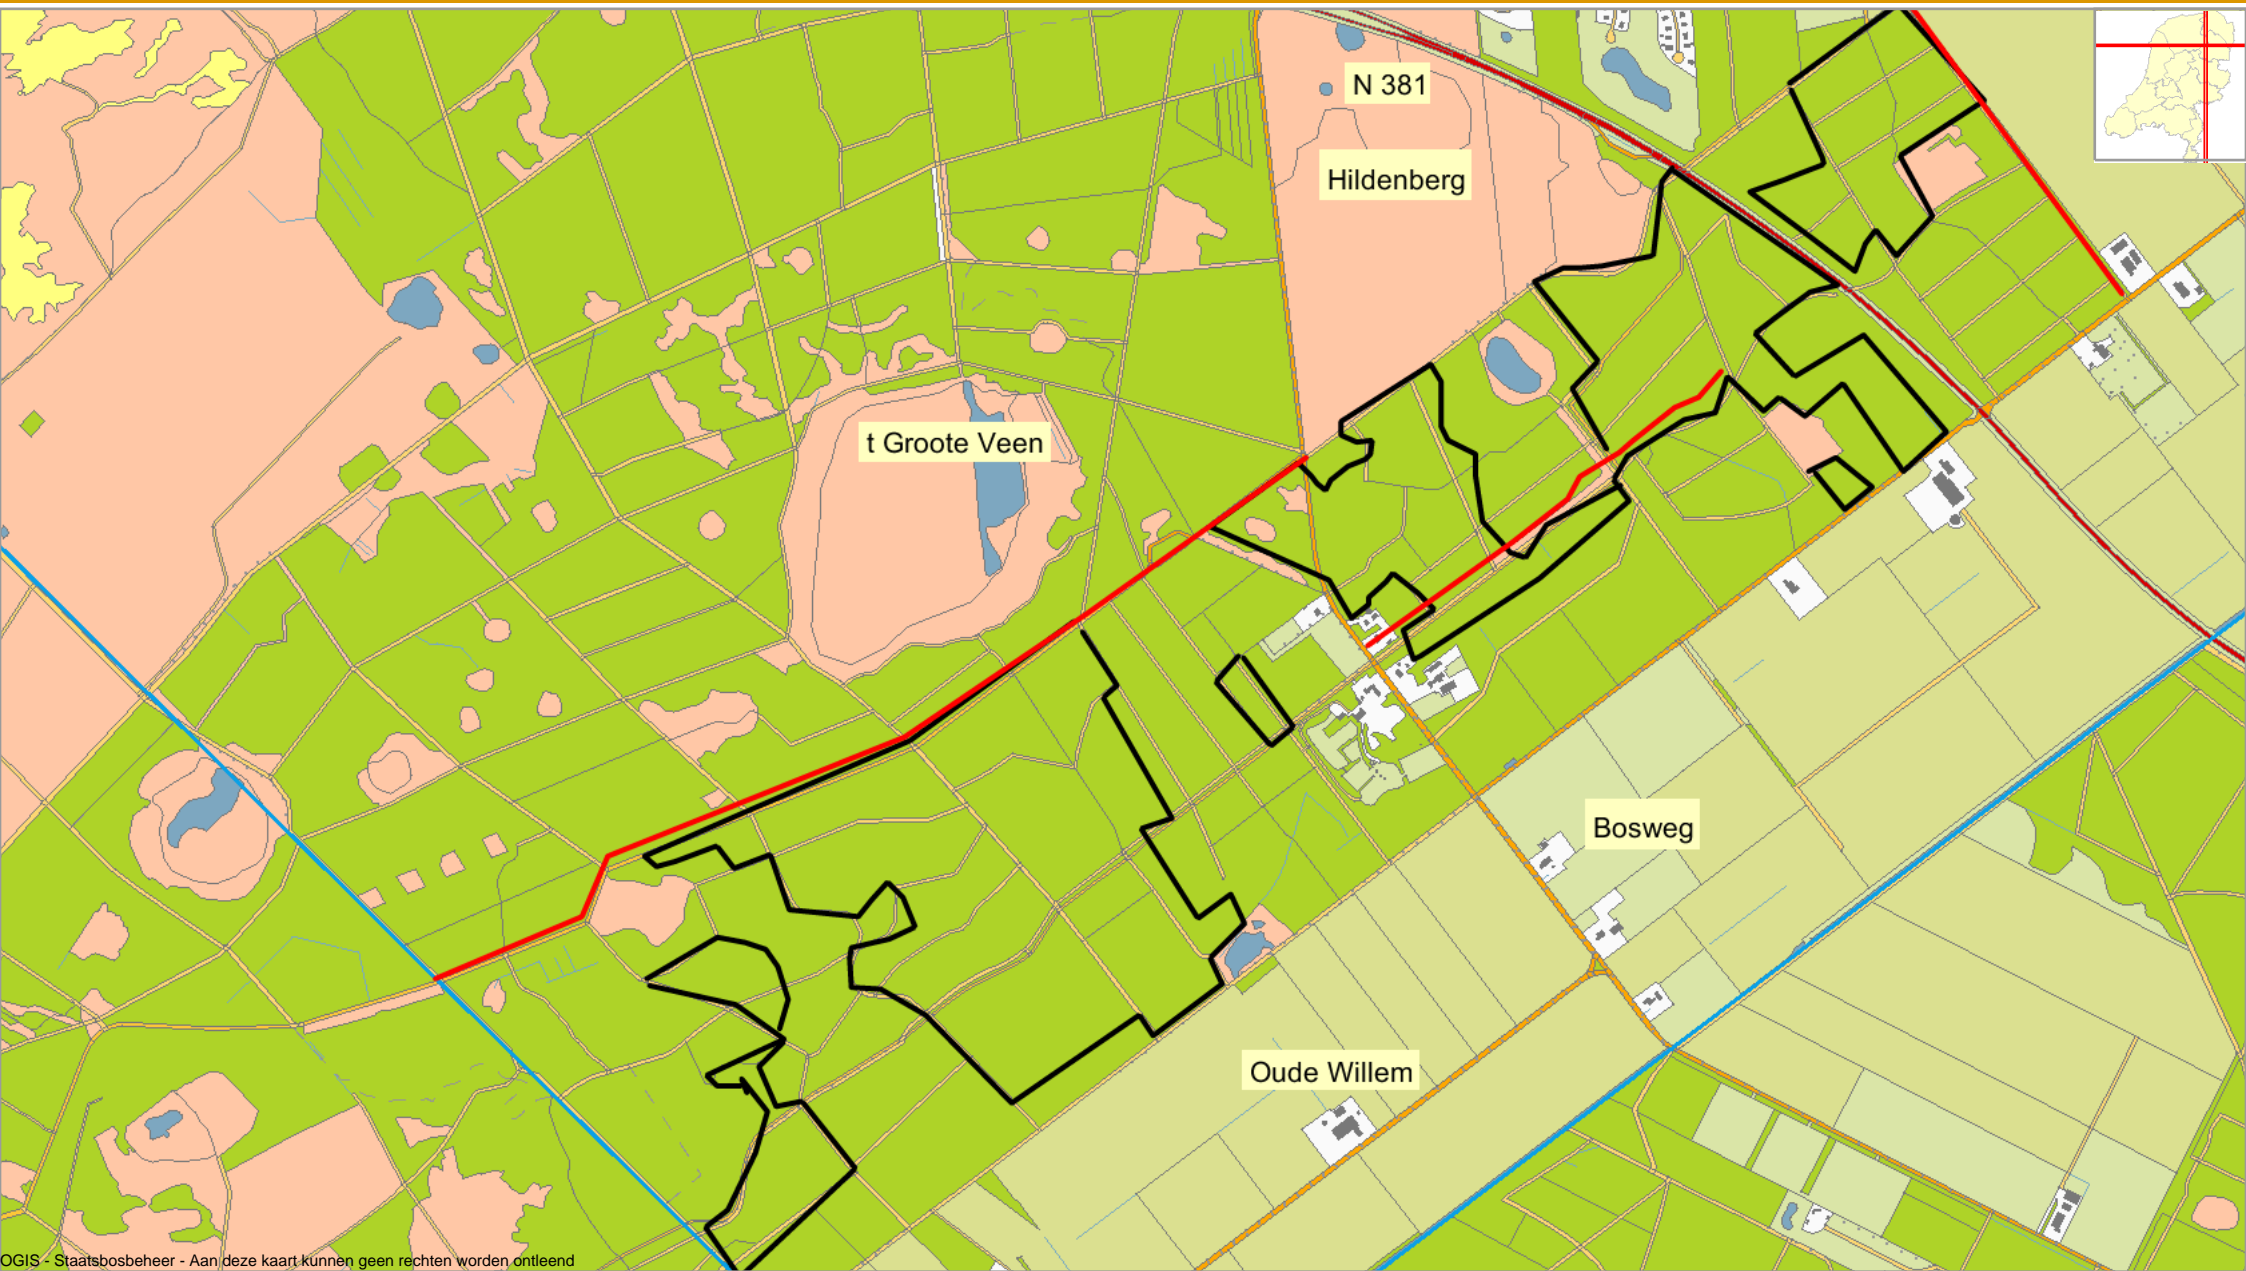 N 381
Hildenberg
t Groote Veen
Bosweg
Oude Willem
OGIS - Staatsbosbeheer - Aan deze kaart kunnen geen rechten worden ontleend